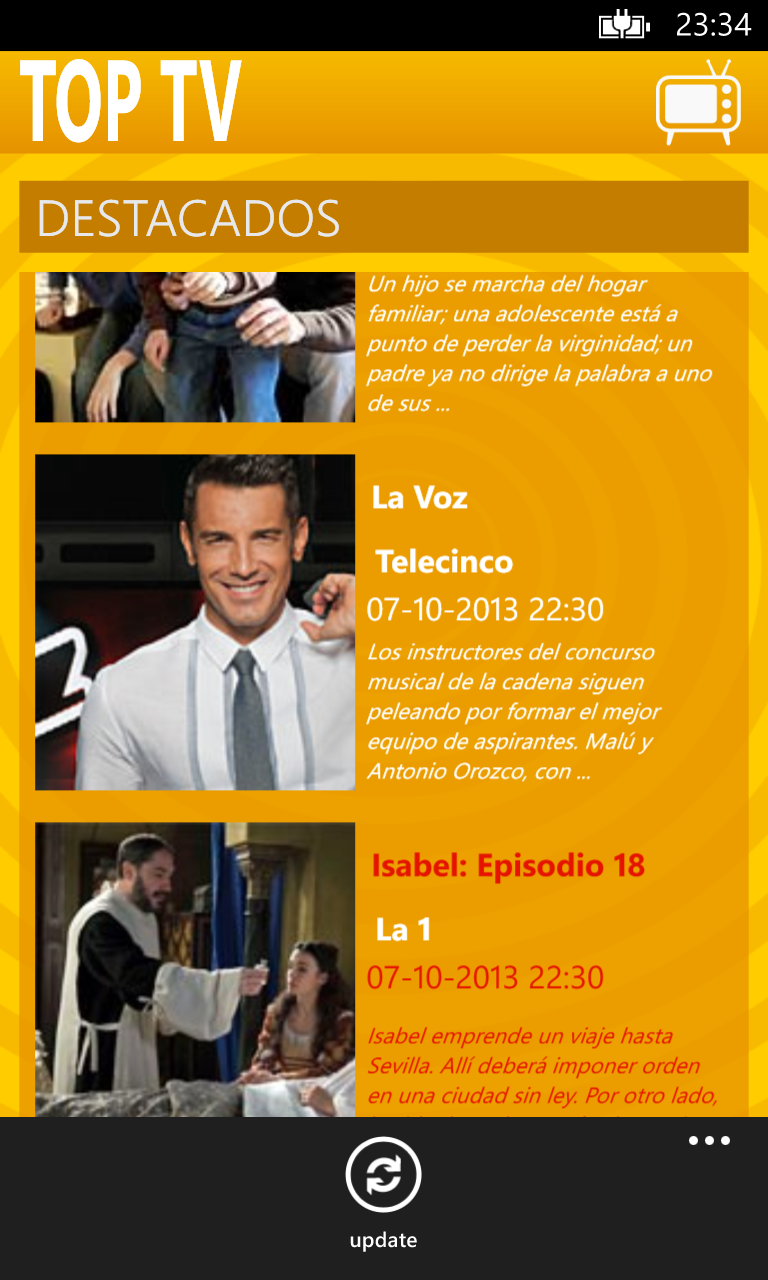 23:34
TOP TV
DESTACADOS
Un hijo se marcha del hogar
familiar; una adolescente está a
punto de perder la virginidad; un
padre ya no dirige la palabra a uno
de sus ...
La Voz
Telecinco
07-10-2013 22:30
Los instructores del concurso
musical de la cadena siguen
peleando por formar el mejor
equipo de aspirantes. Malú y
Antonio Orozco, con ...
Isabel: Episodio 18
La 1
07-10-2013 22:30
Isabel emprende un viaje hasta
Sevilla. Allí deberá imponer orden
en una ciudad sin ley. Por otro lado,
update